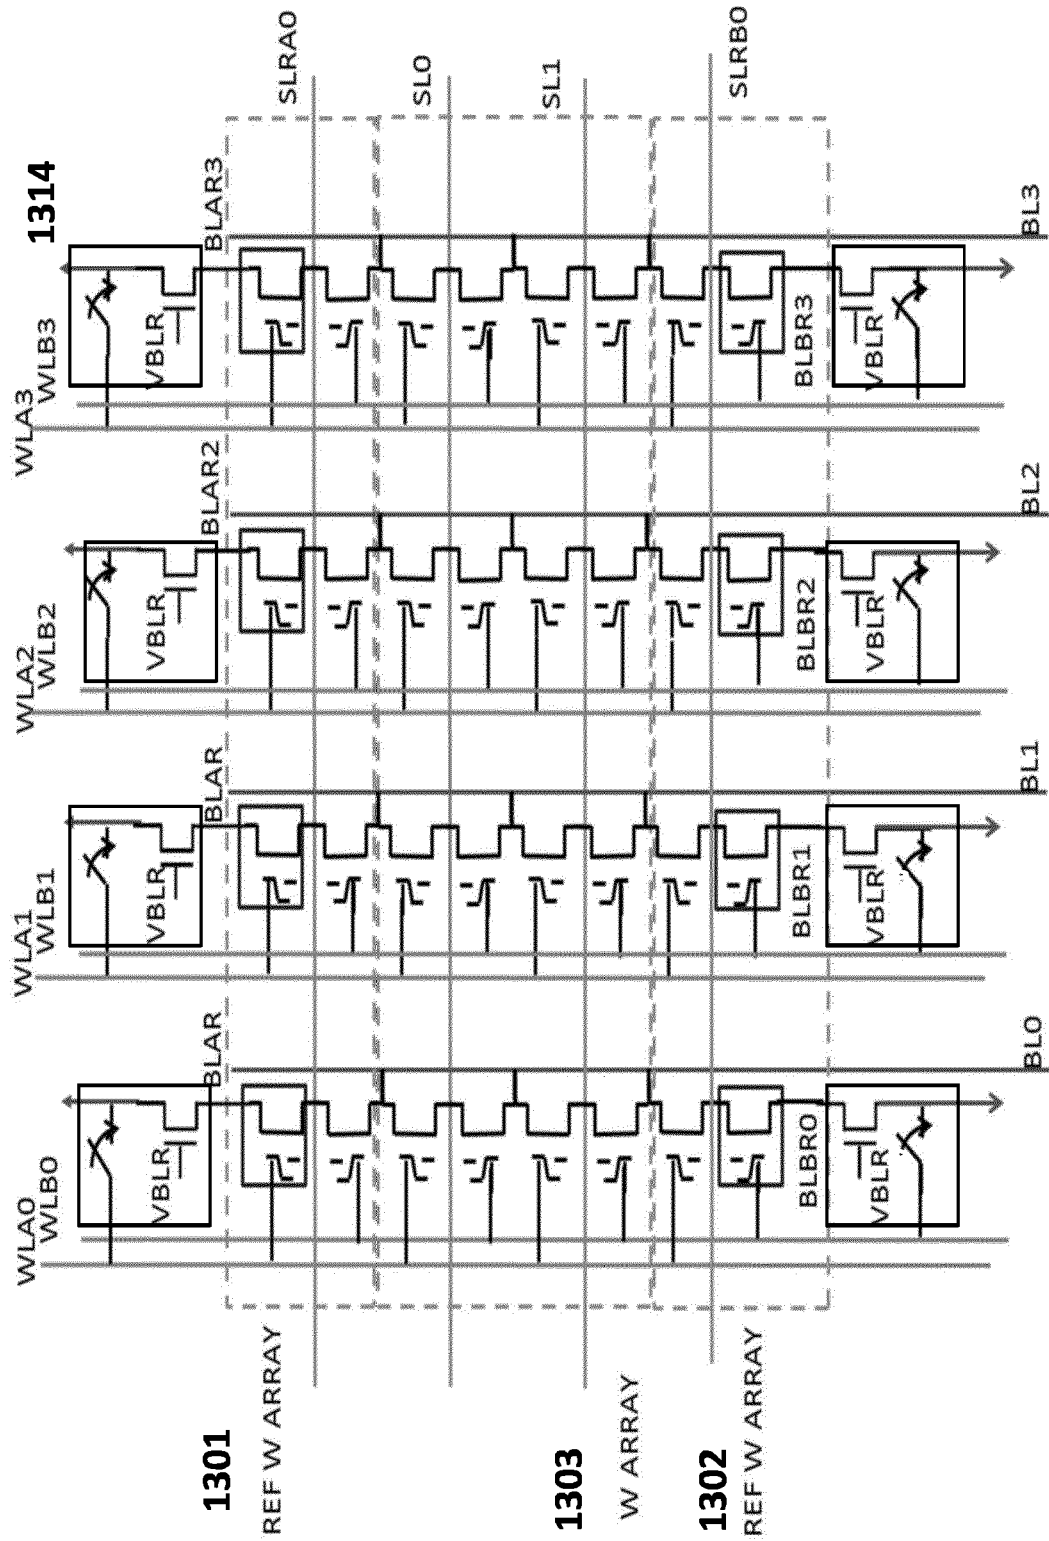 1314
SLRA0
SL0
SL1
SLRB0
WLA3
WLB3
VBLR
BLAR3
BLBR3
VBLR
BL3
WLA2
WLB2
VBLR
BLAR2
BLBR2
VBLR
BL2
WLA1
WLB1
VBLR
BLAR
BLBR1
VBLR
BL1
WLA0
WLB0
VBLR
BLAR
BLBR0
VBLR
BL0
1301
REF W ARRAY
1303
W ARRAY
1302
REF W ARRAY